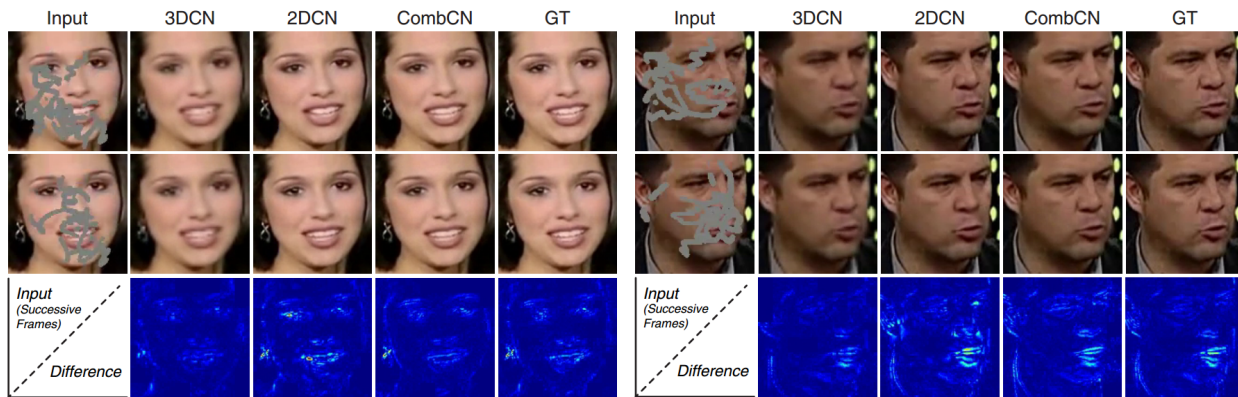 Input 3DCN 2DCN CombCN GT
Input 3DCN 2DCN CombCN GT
Input
(Successive
Frames)
Difference
Input
(Successive
Frames)
Difference